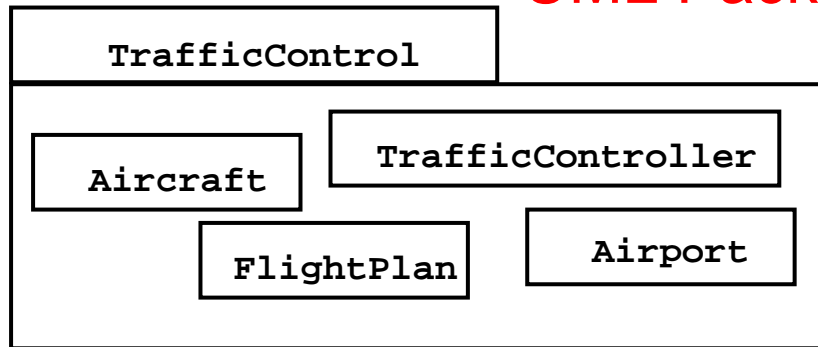 TrafficControl
TrafficController
Aircraft
Airport
FlightPlan